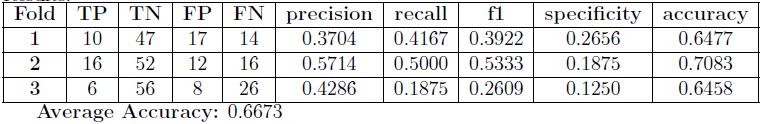 Fold TP TN FP FN precision recall f1 specificity accuracy
1 10 47 17 14 0.3704 0.4167 0.3922 0.2656 0.6477
2 16 52 12 16 0.5714 0.5000 0.5333 0.1875 0.7083
3 6 56 8 26 0.4286 0.1875 0.2609 0.1250 0.6458
Average Accuracy: 0.6673